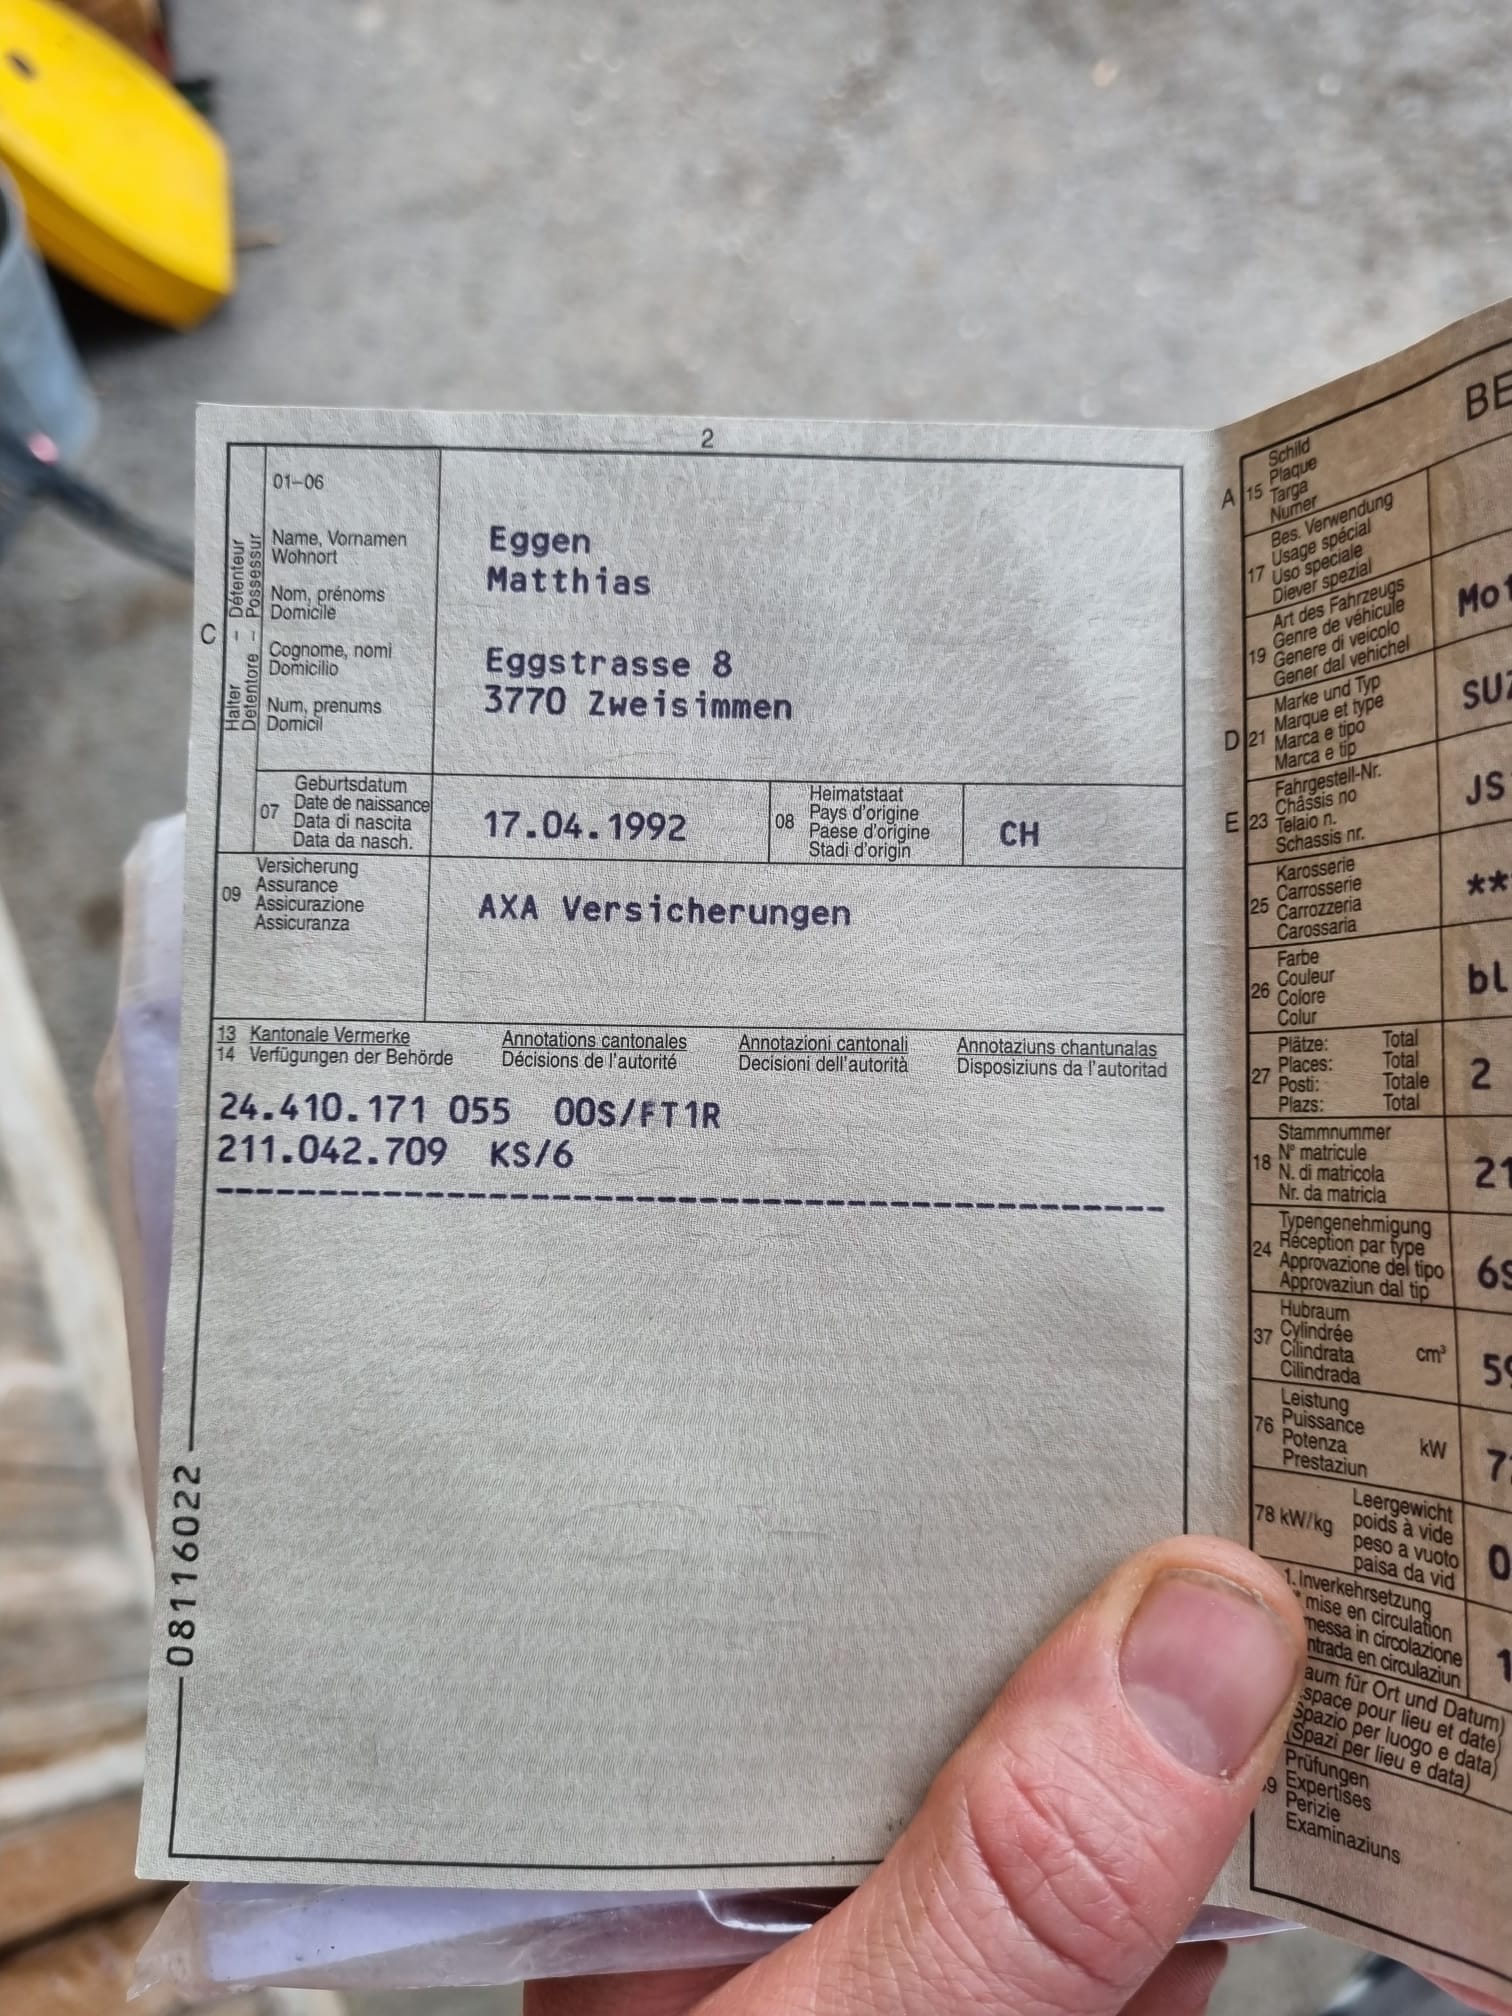 2
01–06
C
Halter – Détenteur
Detentore – Possessur
Name, Vornamen
Wohnort
Nom, prénoms
Domicile
Cognome, nomi
Domicilio
Num, prenums
Domicil
Eggen
Matthias
Eggstrasse 8
3770 Zweisimmen
07
Geburtsdatum
Date de naissance
Data di nascita
Data da nasch.
17.04.1992
08
Heimatstaat
Pays d'origine
Paese d'origine
Stadi d'origin
CH
09
Versicherung
Assurance
Assicurazione
Assicuranza
AXA Versicherungen
13 Kantonale Vermerke Annotations cantonales Annotazioni cantonali Annotaziuns chantunalas
14 Verfügungen der Behörde Décisions de l'autorité Decisioni dell'autorità Disposiziuns da l'autoritad
24.410.171 055 00S/FT1R
211.042.709 KS/6
08116022
A 15
Schild
Plaque
Targa
Numer
17
Bes. Verwendung
Usage spécial
Uso speciale
Diever spezial
19
Art des Fahrzeugs
Genre de véhicule
Genere di veicolo
Gener dal vehichel
D 21
Marke und Typ
Marque et type
Marca e tipo
Marca e tip
E 23
Fahrgestell-Nr.
Châssis no
Telaio n.
Schassis nr.
JS
25
Karosserie
Carrosserie
Carrozzeria
Carossaria
**
26
Farbe
Couleur
Colore
Colur
27
Plätze: Total
Places: Total
Posti: Totale
Plazs: Total
2
18
Stammnummer
N° matricule
N. di matricola
Nr. da matricla
24
Typengenehmigung
Réception par type
Approvazione del tipo
Approvaziun dal tip
37
Hubraum
Cylindrée
Cilindrata
Cilindrada
cm³
76
Leistung
Puissance
Potenza
Prestaziun
kW
78 kW/kg
Leergewicht
poids à vide
peso a vuoto
paisa da vid
1. Inverkehrsetzung
mise en circulation
messa in circolazione
ntrada en circulaziun
aum für Ort und Datum)
space pour lieu et date)
Spazio per luogo e data)
(Spazi per lieu e data)
Prüfungen
Expertises
Perizie
Examinaziuns